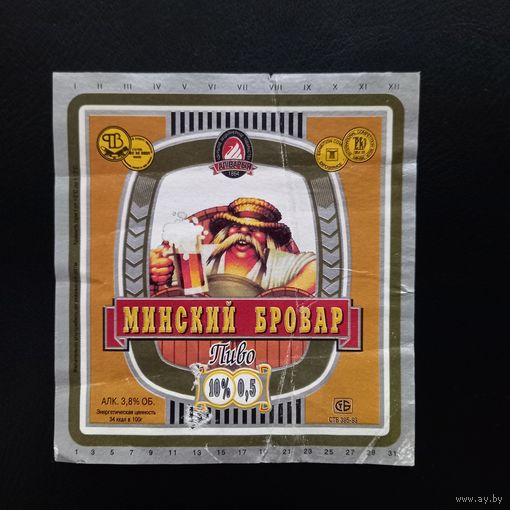 I II III IV V VI VII VIII IX X XI XII
1864
МИНСКИЙ БРОВАР
Пиво
10% 0,5
АЛК. 3,8% ОБ.
Энергетическая ценность
34 ккал в 100г
СТБ 395-93
1 3 5 7 9 11 13 15 17 19 21 23 25 27 29 31
www.ay.by